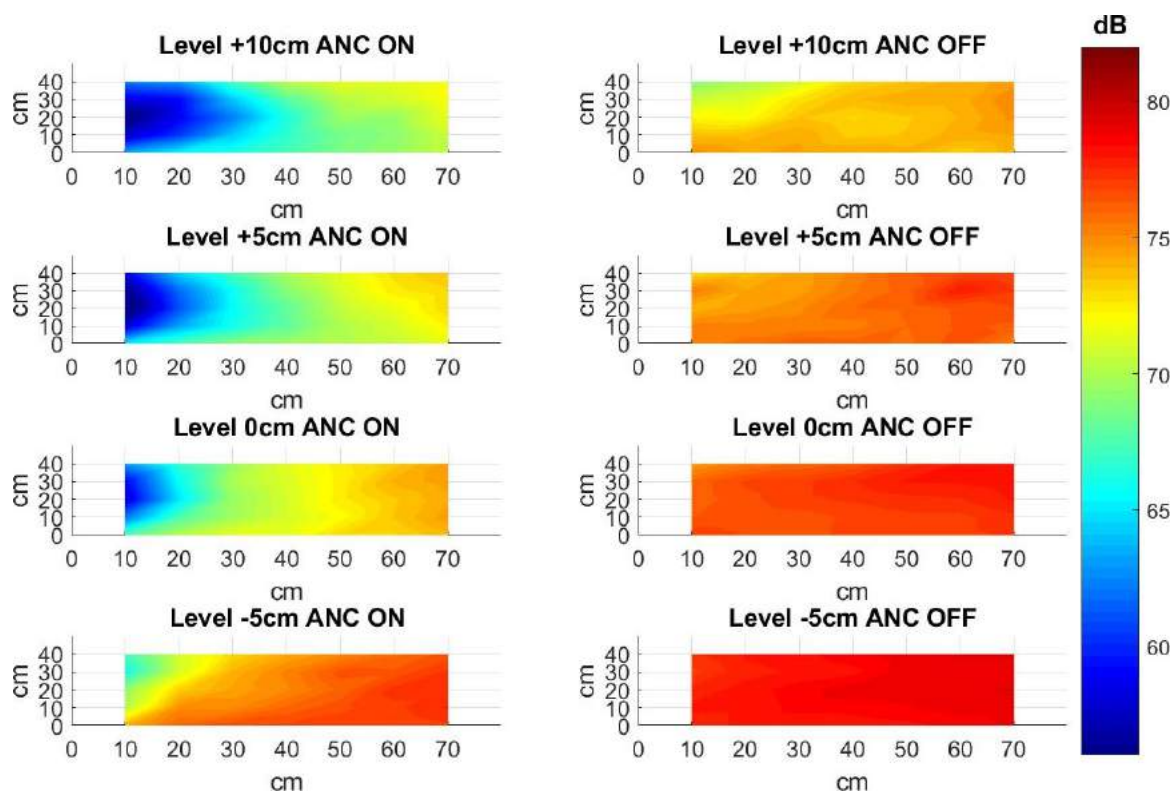 dB
Level +10cm ANC ON
Level +10cm ANC OFF
cm
40
30
20
10
0
0 10 20 30 40 50 60 70
cm
cm
40
30
20
10
0
0 10 20 30 40 50 60 70
cm
Level +5cm ANC ON
Level +5cm ANC OFF
cm
40
30
20
10
0
0 10 20 30 40 50 60 70
cm
cm
40
30
20
10
0
0 10 20 30 40 50 60 70
cm
Level 0cm ANC ON
Level 0cm ANC OFF
cm
40
30
20
10
0
0 10 20 30 40 50 60 70
cm
cm
40
30
20
10
0
0 10 20 30 40 50 60 70
cm
Level -5cm ANC ON
Level -5cm ANC OFF
cm
40
30
20
10
0
0 10 20 30 40 50 60 70
cm
cm
40
30
20
10
0
0 10 20 30 40 50 60 70
cm
80
75
70
65
60